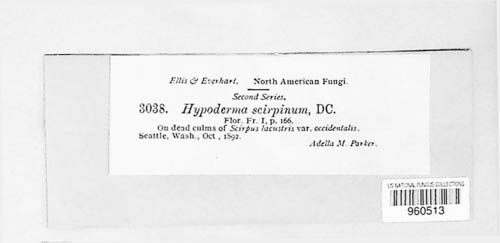 Ellis & Everhart. North American Fungi.
Second Series.
3038. Hypoderma scirpinum, DC.
Flor. Fr. I, p. 166.
On dead culms of Scirpus lacustris var. occidentalis.
Seattle, Wash., Oct, 1892.
Adella M. Parker.
US NATIONAL FUNGUS COLLECTIONS
960513